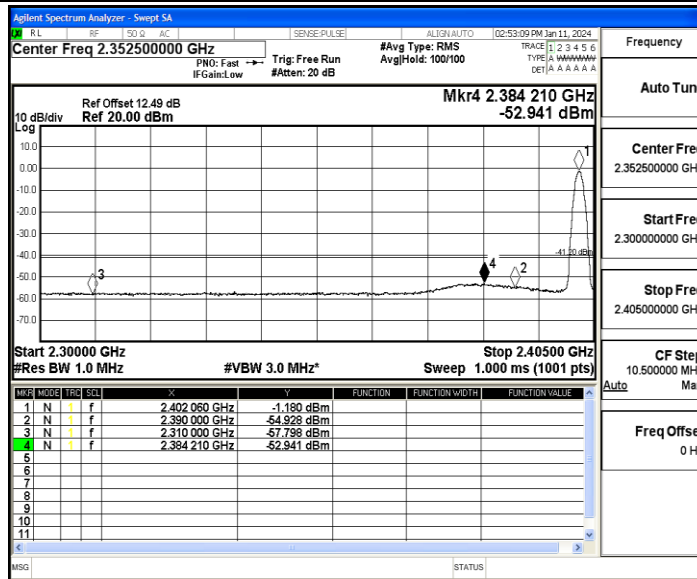 Agilent Spectrum Analyzer - Swept SA
RL RF 50 Ω AC SENSE:PULSE ALIGN AUTO 02:53:09 PM Jan 11, 2024
Center Freq 2.352500000 GHz
PNO: Fast
IFGain:Low
Trig: Free Run
#Atten: 20 dB
#Avg Type: RMS
Avg|Hold: 100/100
TRACE 1 2 3 4 5 6
TYPE A WWWWW
DET A A A A A A
Ref Offset 12.49 dB
10 dB/div Ref 20.00 dBm
Log
Mkr4 2.384 210 GHz
-52.941 dBm
10.0
0.00
-10.0
-20.0
-30.0
-40.0
-50.0
-60.0
-70.0
1
-41.20 dBm
4
2
3
Start 2.30000 GHz Stop 2.40500 GHz
#Res BW 1.0 MHz #VBW 3.0 MHz* Sweep 1.000 ms (1001 pts)
MKR MODE TRC SCL X Y FUNCTION FUNCTION WIDTH FUNCTION VALUE
1 N 1 f 2.402 060 GHz -1.180 dBm
2 N 1 f 2.390 000 GHz -54.928 dBm
3 N 1 f 2.310 000 GHz -57.798 dBm
4 N 1 f 2.384 210 GHz -52.941 dBm
5
6
7
8
9
10
11
MSG STATUS
Frequency
Auto Tun
Center Fre
2.352500000 GH
Start Fre
2.300000000 GH
Stop Fre
2.405000000 GH
CF Step
10.500000 MH
Auto Ma
Freq Offse
0 H